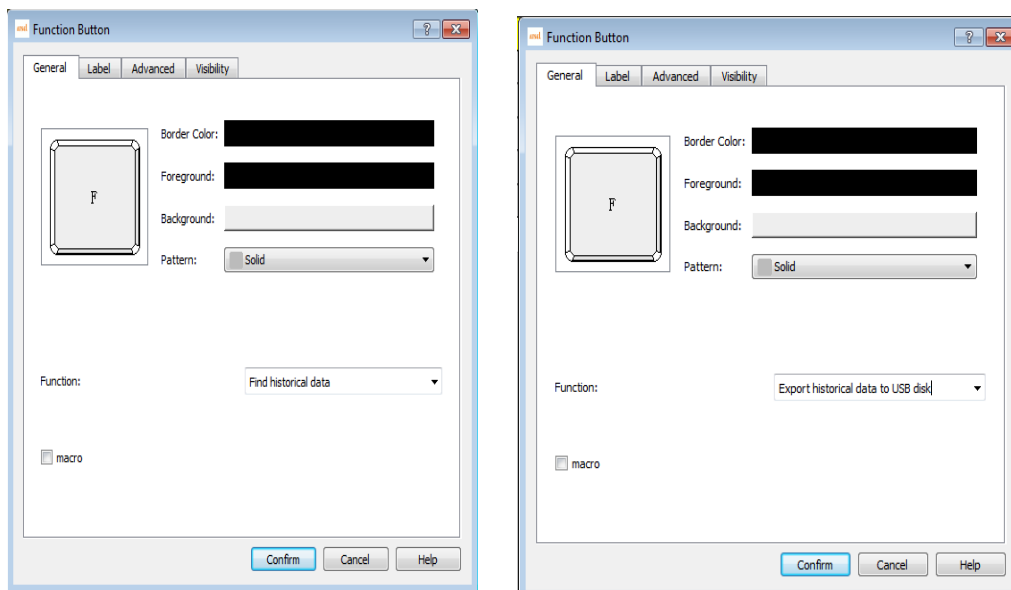 Function Button
General Label Advanced Visibility
Border Color:
F
Foreground:
Background:
Pattern: Solid
Function: Find historical data
macro
Confirm Cancel Help
Function Button
General Label Advanced Visibility
Border Color:
F
Foreground:
Background:
Pattern: Solid
Function: Export historical data to USB disk
macro
Confirm Cancel Help